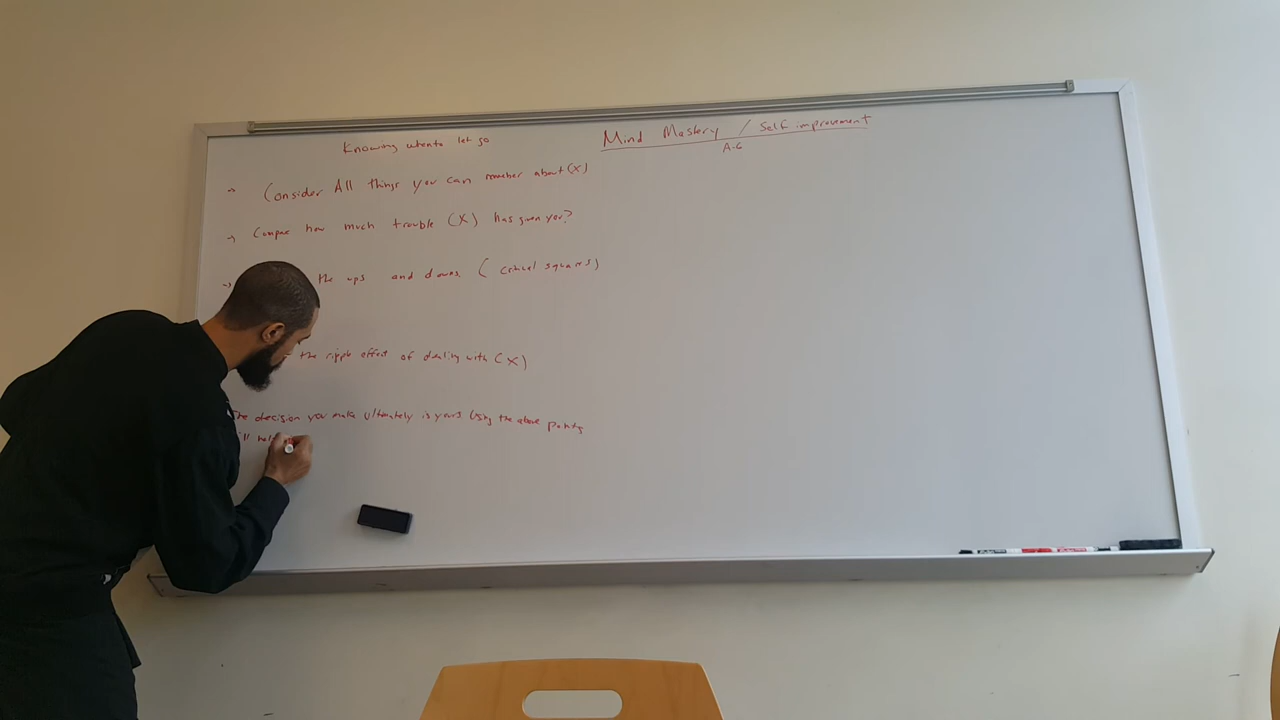 Knowing when to let go
Mind Mastery / Self improvement
A.G
→ Consider All things you can remember about (X)
→ Compare how much trouble (X) has given you?
→ the ups and downs (critical squares)
the ripple effect of dealing with (X)
The decision you make ultimately is yours Using the above points